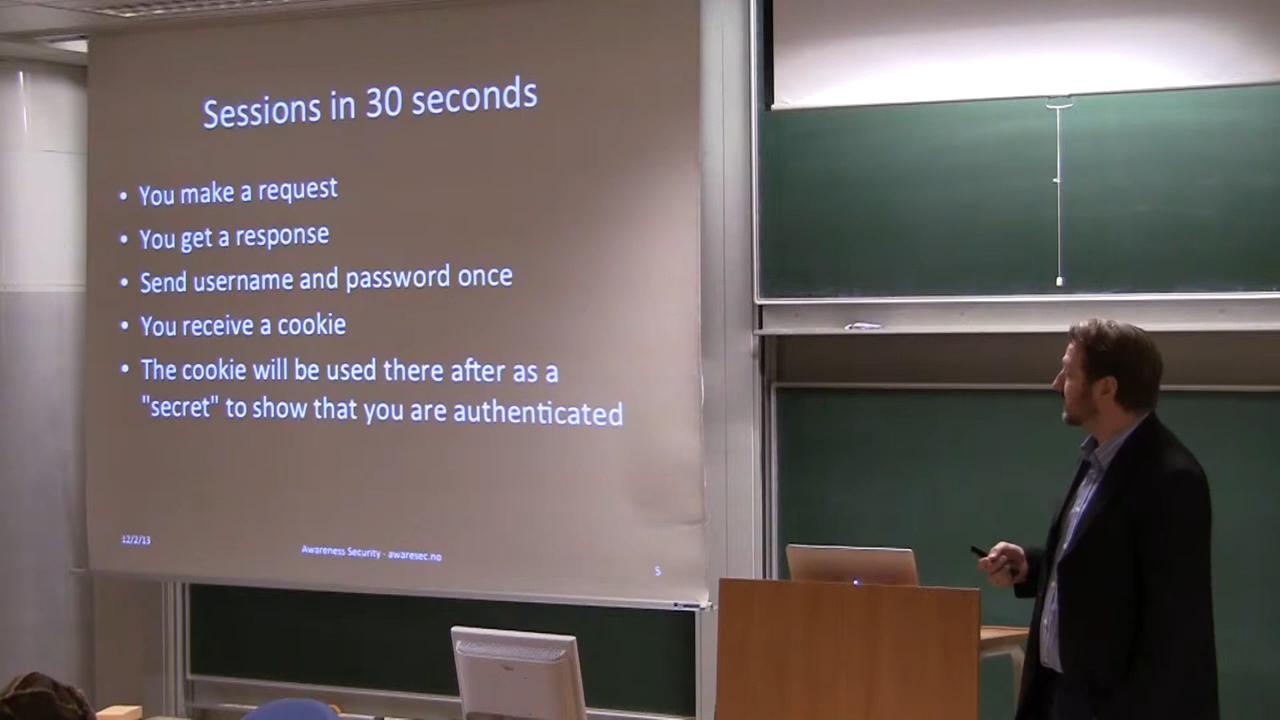 Sessions in 30 seconds
• You make a request
• You get a response
• Send username and password once
• You receive a cookie
• The cookie will be used there after as a
"secret" to show that you are authenticated
12/2/13
Awareness Security - awaresec.no
5